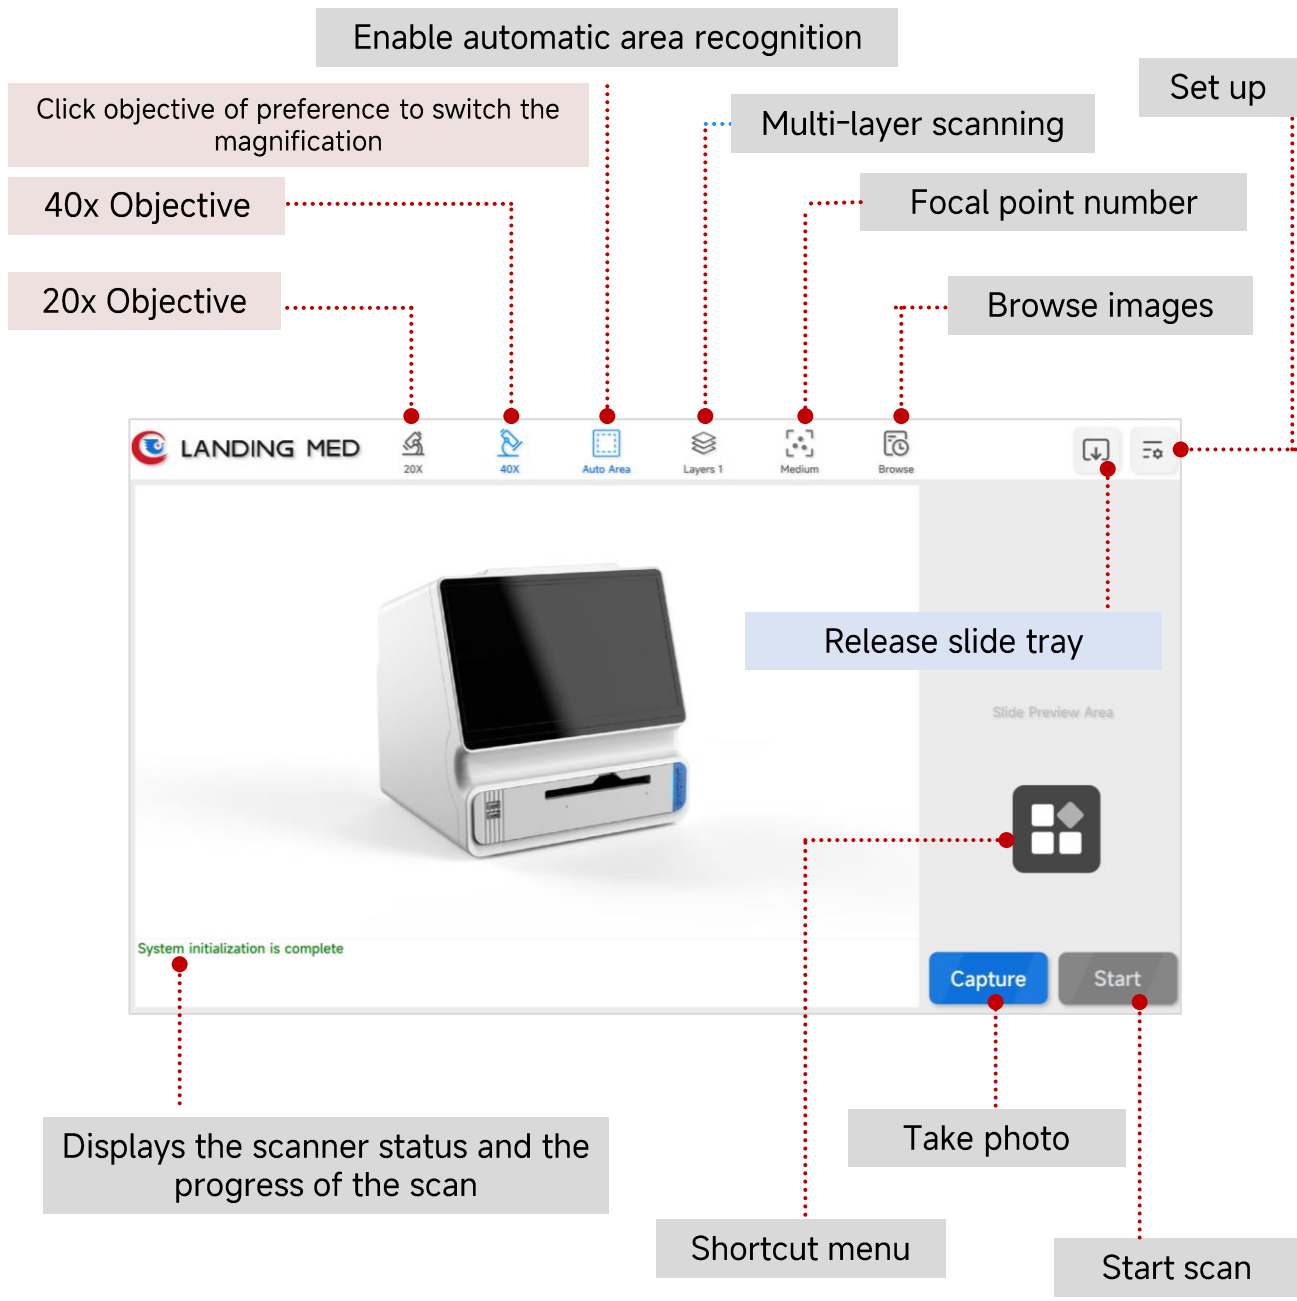 Enable automatic area recognition
Set up
Click objective of preference to switch the
magnification
Multi-layer scanning
40x Objective
Focal point number
20x Objective
Browse images
LANDING MED
20X
40X
Auto Area
Layers 1
Medium
Browse
Release slide tray
Slide Preview Area
System initialization is complete
Capture
Start
Displays the scanner status and the
progress of the scan
Take photo
Shortcut menu
Start scan